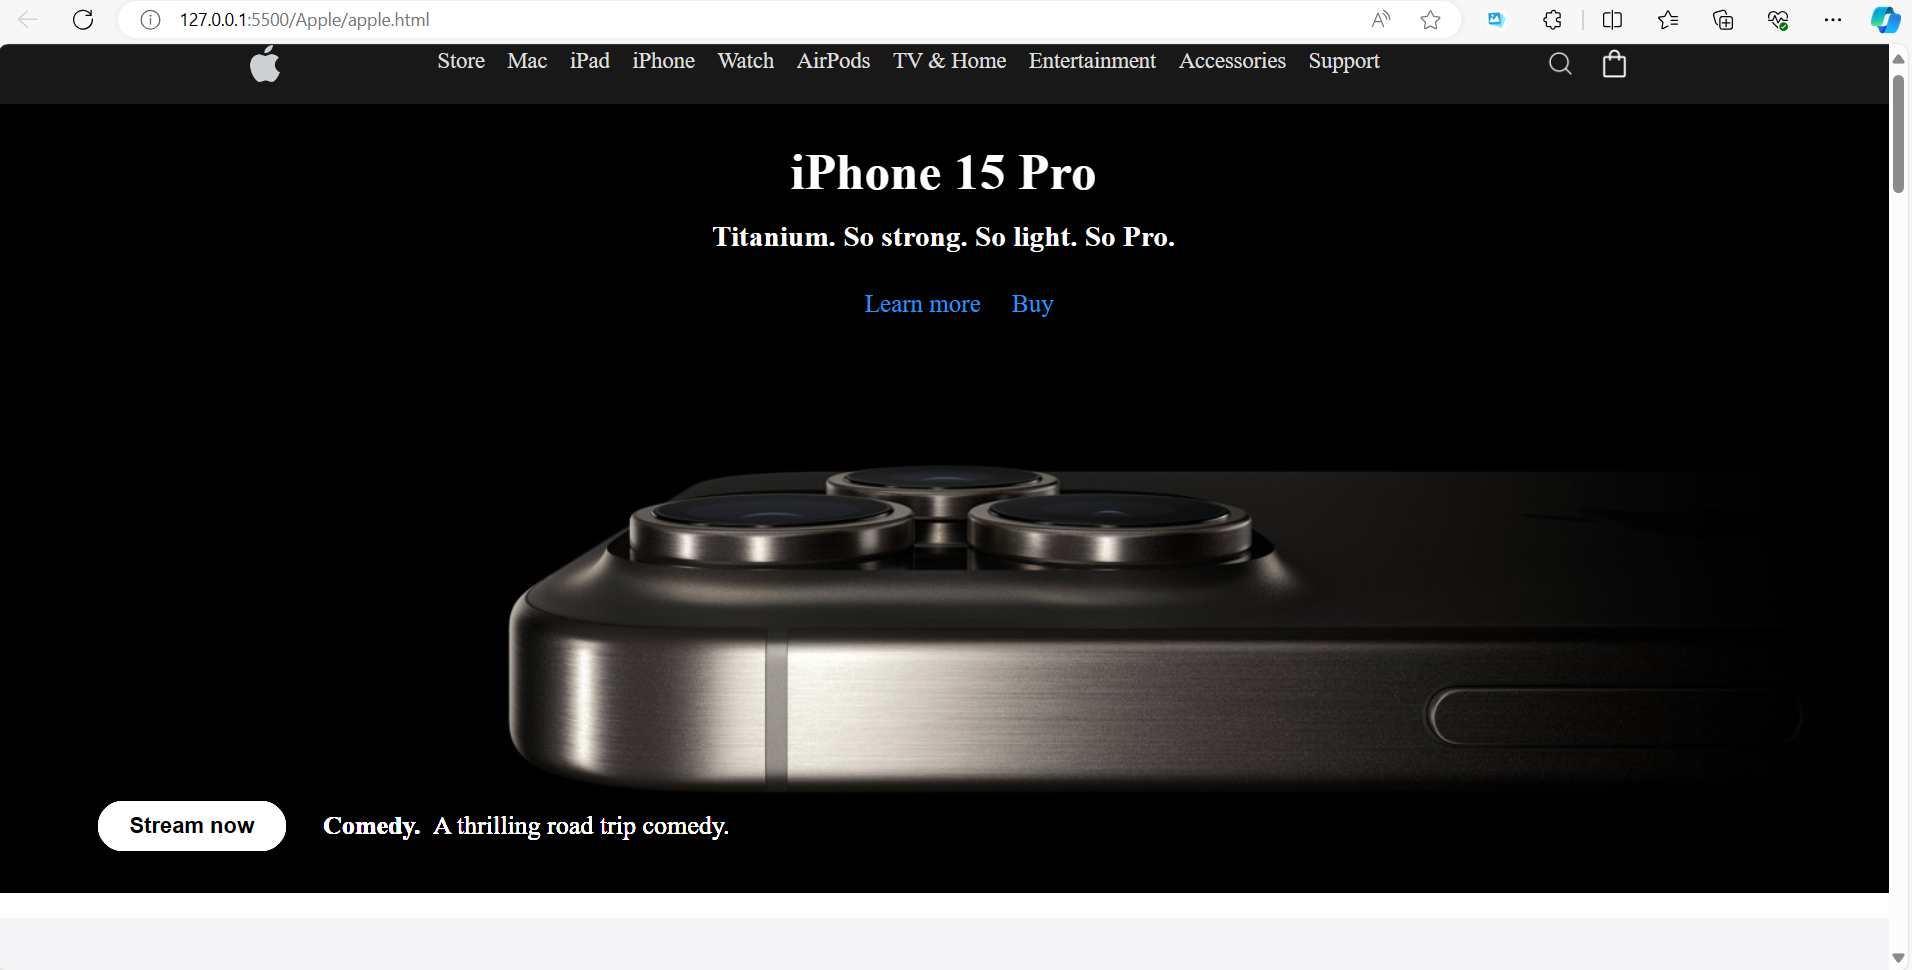 127.0.0.1:5500/Apple/apple.html
Store Mac iPad iPhone Watch AirPods TV & Home Entertainment Accessories Support
iPhone 15 Pro
Titanium. So strong. So light. So Pro.
Learn more Buy
Stream now Comedy. A thrilling road trip comedy.